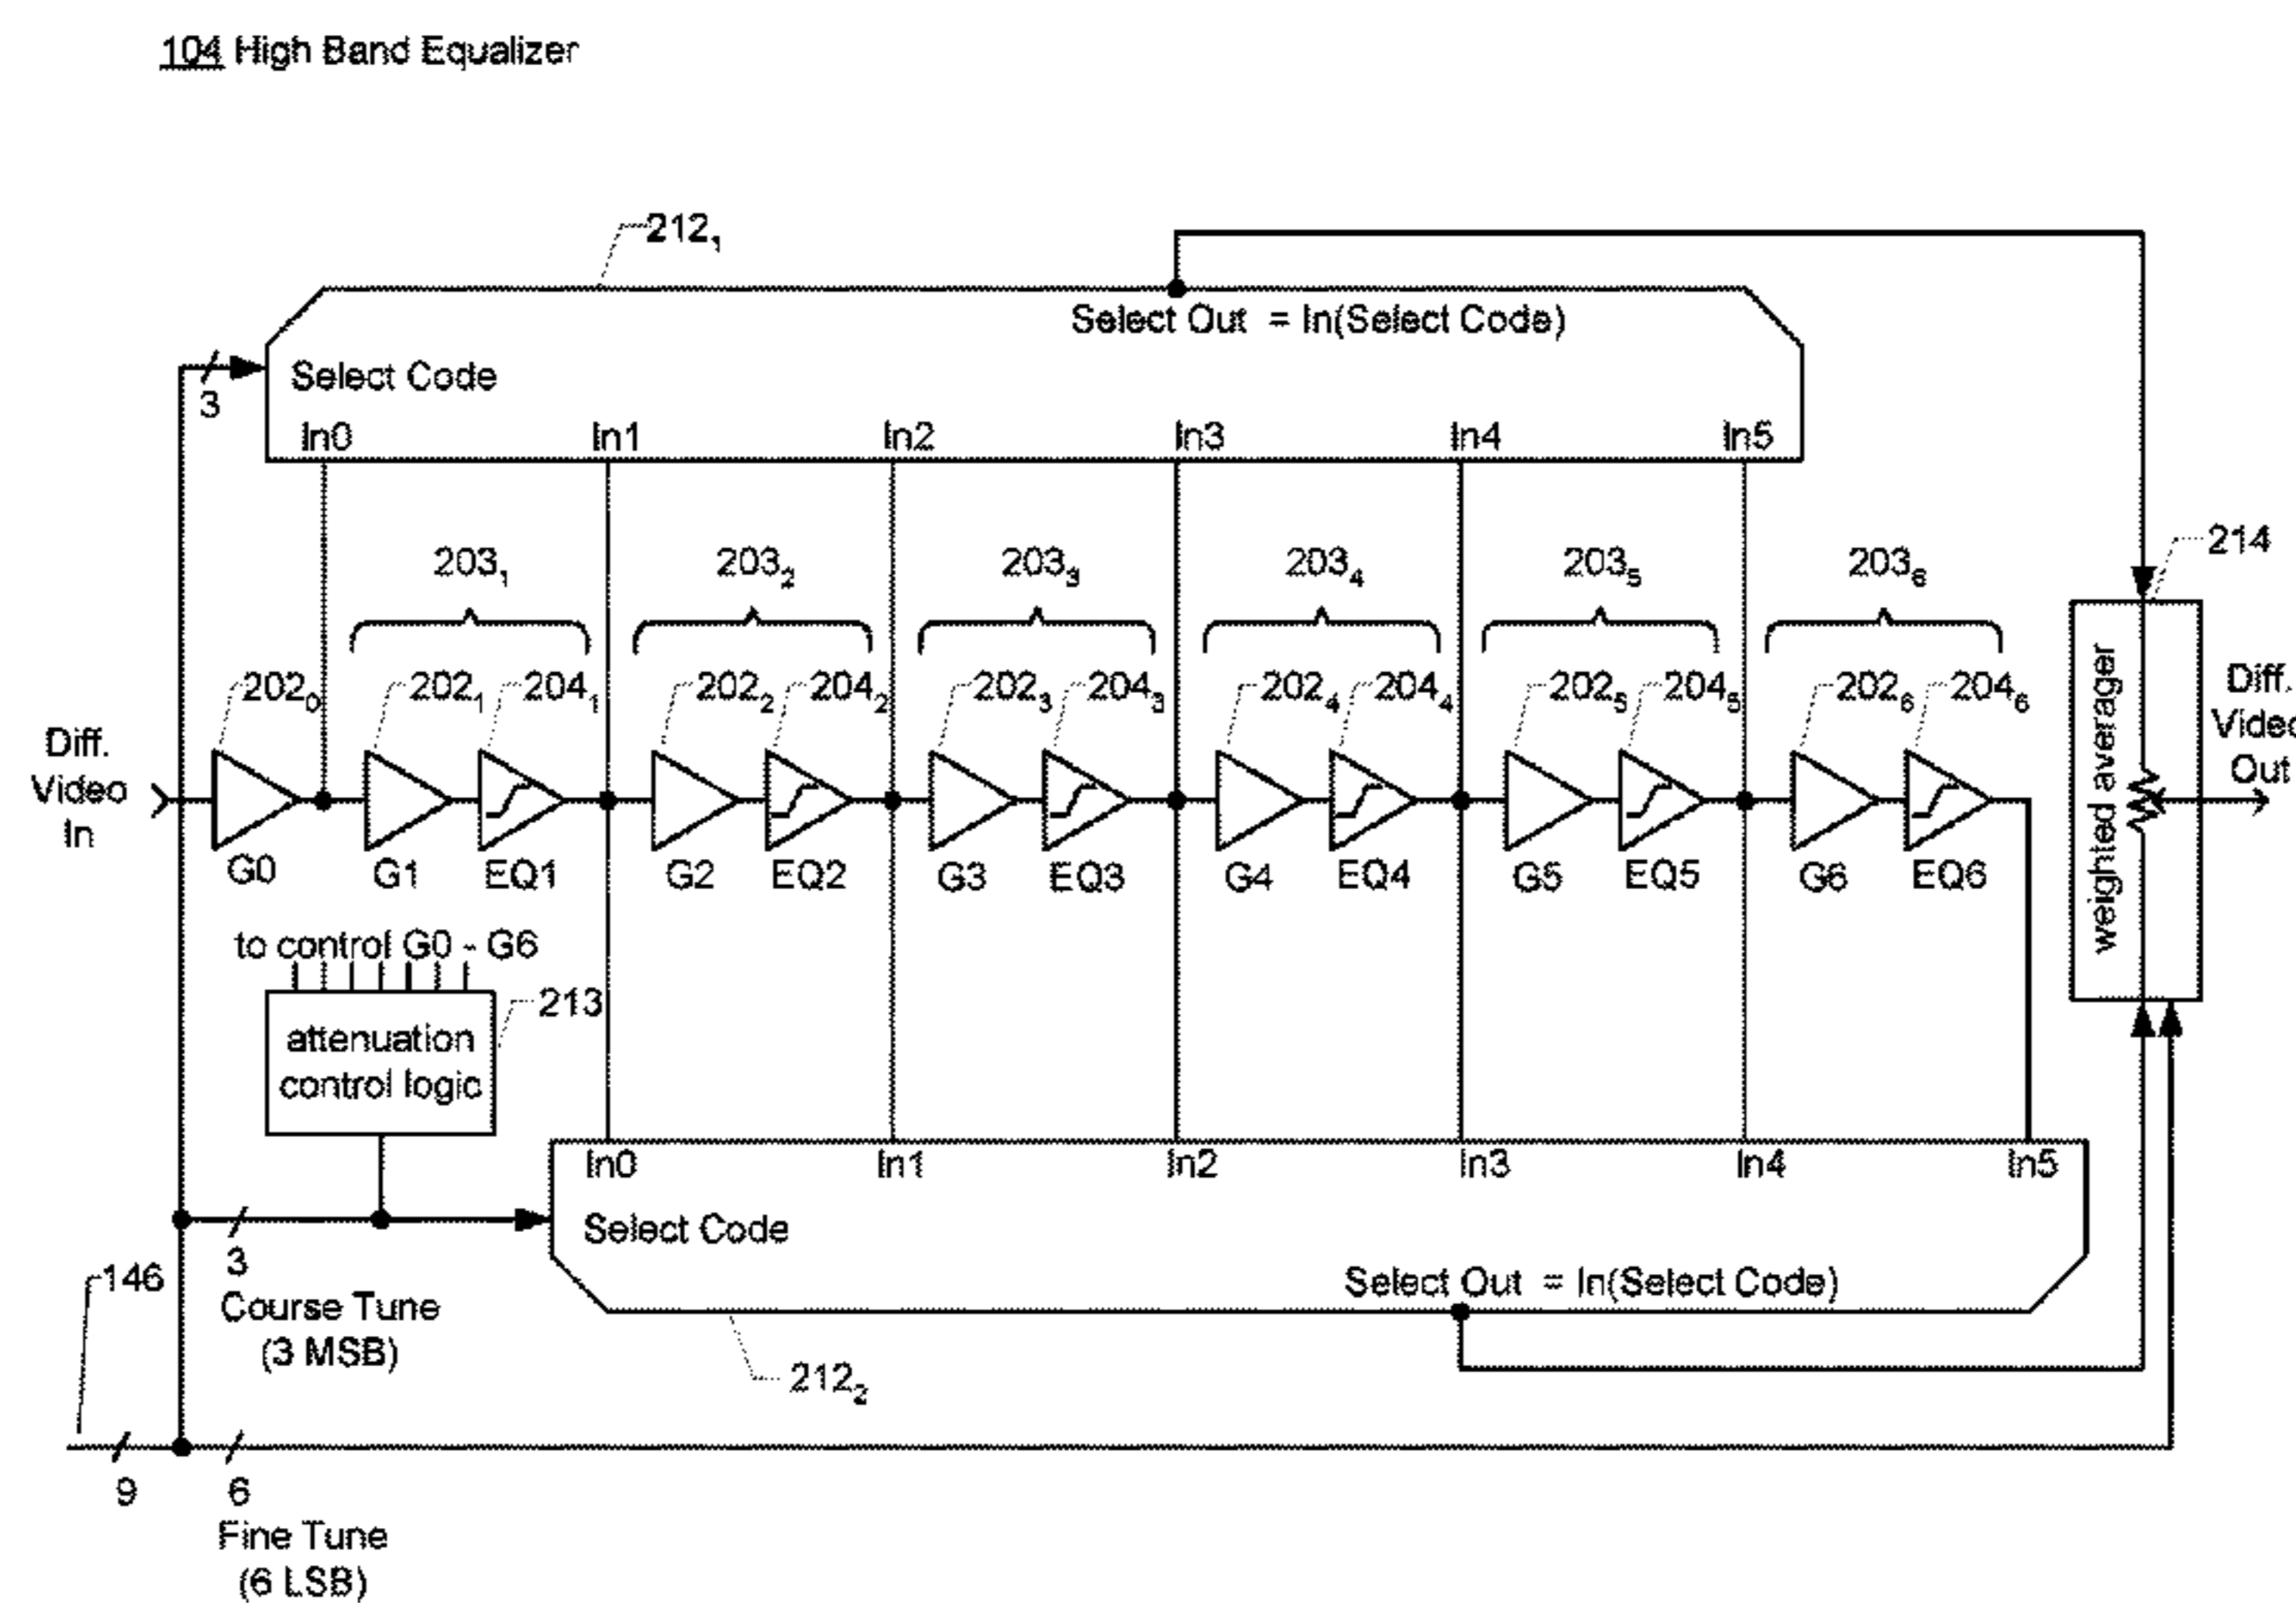 104 High Band Equalizer
212₁
Select Out = In(Select Code)
Select Code
3
In0 In1 In2 In3 In4 In5
214
203₁ 203₂ 203₃ 203₄ 203₅ 203₆
202₀ 202₁ 204₁ 202₂ 204₂ 202₃ 204₃ 202₄ 204₄ 202₅ 204₅ 202₆ 204₆
Diff.
Video
In
G0 G1 EQ1 G2 EQ2 G3 EQ3 G4 EQ4 G5 EQ5 G6 EQ6
weighted averager
Diff.
Video
Out
to control G0 - G6
213
attenuation
control logic
In0 In1 In2 In3 In4 In5
Select Code
3
Course Tune
(3 MSB)
Select Out = In(Select Code)
146
212₂
9
6
Fine Tune
(6 LSB)